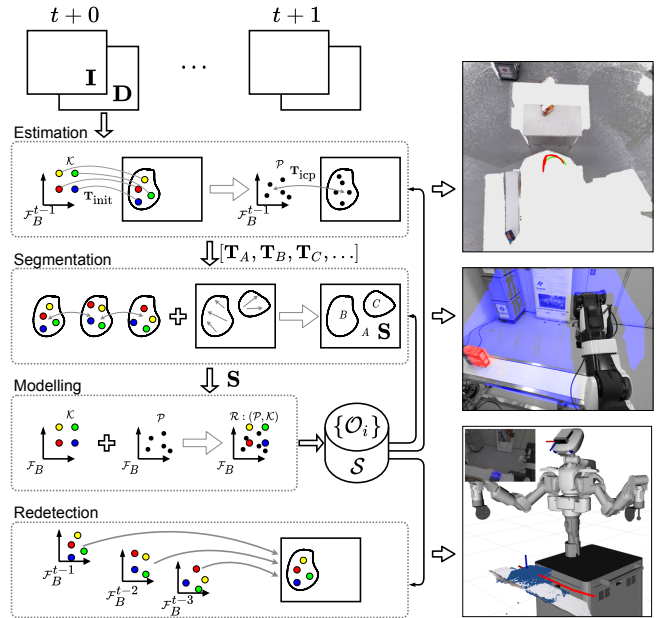 t + 0
t + 1
I
D
. . .
Estimation
𝒦
T_init
ℱ_B^{t−1}
𝒫
T_icp
ℱ_B^{t−1}
[T_A, T_B, T_C, . . .]
Segmentation
B
C
A
S
S
Modelling
𝒦
ℱ_B
𝒫
ℱ_B
ℛ : (𝒫, 𝒦)
ℱ_B
{𝒪_i}
𝒮
Redetection
ℱ_B^{t−1}
ℱ_B^{t−2}
ℱ_B^{t−3}